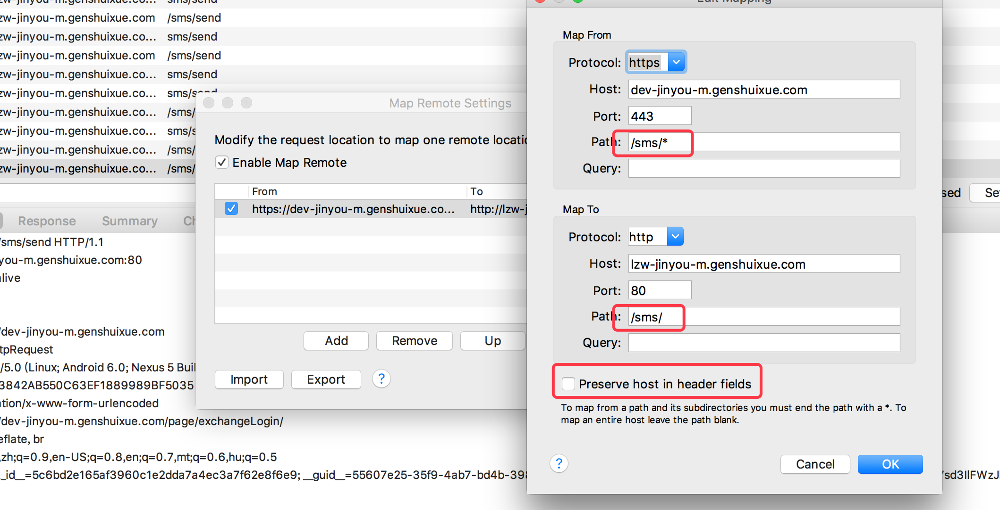 zw-jinyou-m.genshuixue.co... sms/send
zw-jinyou-m.genshuixue.com /sms/send
zw-jinyou-m.genshuixue.co... sms/send
zw-jinyou-m.genshuixue.com /sms/send
zw-jinyou-m.genshuixue.co... sms/send
zw-jinyou-m.genshuixue.co... sms/send
zw-jinyou-m.genshuixue.co... /sms/
zw-jinyou-m.genshuixue.co... sms/s
zw-jinyou-m.genshuixue.co... /sms/
zw-jinyou-m.genshuixue.co... /sms/
sed Set
Response Summary Ch
/sms/send HTTP/1.1
you-m.genshuixue.com:80
alive
/dev-jinyou-m.genshuixue.com
tpRequest
/5.0 (Linux; Android 6.0; Nexus 5 Buil
3842AB550C63EF1889989BF5035
ation/x-www-form-urlencoded
/dev-jinyou-m.genshuixue.com/page/exchangeLogin/
eflate, br
,zh;q=0.9,en-US;q=0.8,en;q=0.7,mt;q=0.6,hu;q=0.5
_id__=5c6bd2e165af3960c1e2dda7a4ec3a7f62e8f6e9; __guid__=55607e25-35f9-4ab7-bd4b-398
Map Remote Settings
Modify the request location to map one remote locatio
Enable Map Remote
From To
https://dev-jinyou-m.genshuixue.co... http://lzw-j
Add Remove Up
Import Export ?
Edit Mapping
Map From
Protocol: https
Host: dev-jinyou-m.genshuixue.com
Port: 443
Path: /sms/*
Query:
Map To
Protocol: http
Host: lzw-jinyou-m.genshuixue.com
Port: 80
Path: /sms/
Query:
Preserve host in header fields
To map from a path and its subdirectories you must end the path with a *. To
map an entire host leave the path blank.
? Cancel OK